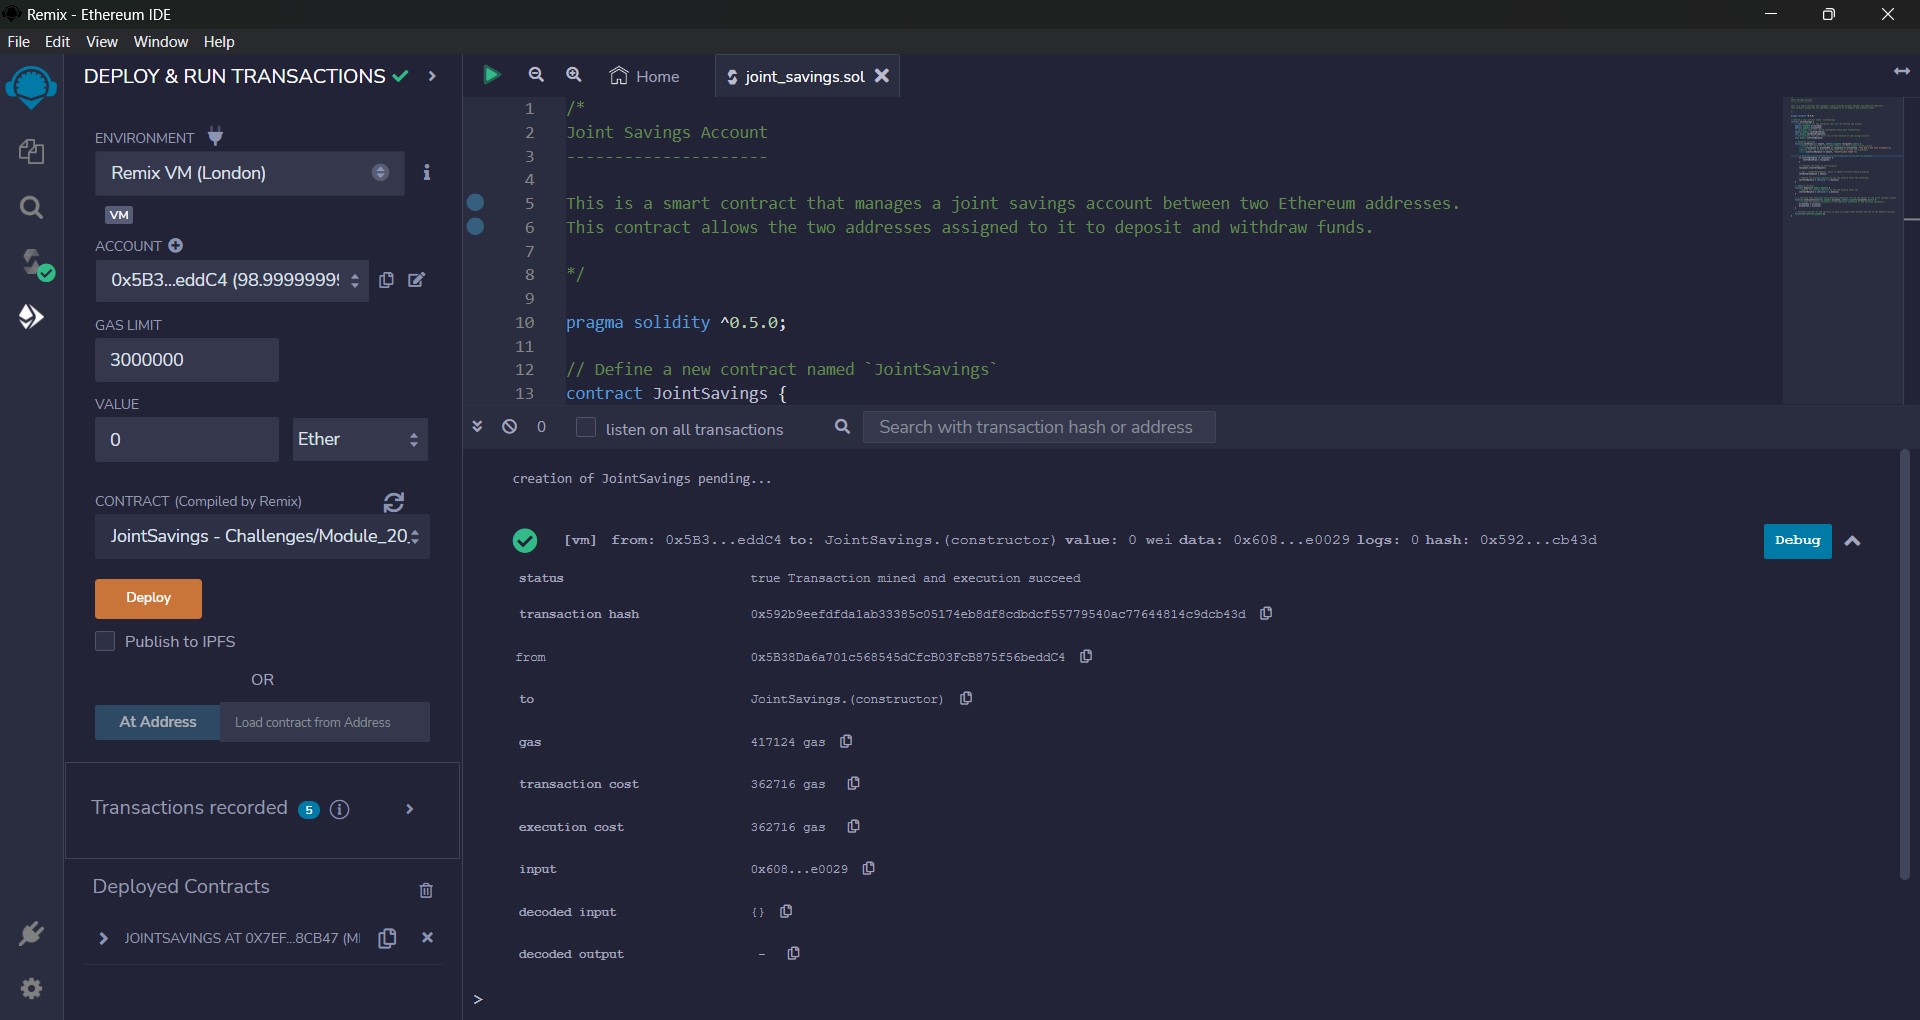 Remix - Ethereum IDE
File Edit View Window Help
DEPLOY & RUN TRANSACTIONS
ENVIRONMENT
Remix VM (London)
VM
ACCOUNT
0x5B3...eddC4 (98.9999999
GAS LIMIT
3000000
VALUE
0 Ether
CONTRACT (Compiled by Remix)
JointSavings - Challenges/Module_20.
Deploy
Publish to IPFS
OR
At Address Load contract from Address
Transactions recorded 5
Deployed Contracts
JOINTSAVINGS AT 0X7EF...8CB47 (M
Home joint_savings.sol
1 /*
2 Joint Savings Account
3 ---------------------
4
5 This is a smart contract that manages a joint savings account between two Ethereum addresses.
6 This contract allows the two addresses assigned to it to deposit and withdraw funds.
7
8 */
9
10 pragma solidity ^0.5.0;
11
12 // Define a new contract named `JointSavings`
13 contract JointSavings {
0 listen on all transactions Search with transaction hash or address
creation of JointSavings pending...
[vm] from: 0x5B3...eddC4 to: JointSavings.(constructor) value: 0 wei data: 0x608...e0029 logs: 0 hash: 0x592...cb43d Debug
status true Transaction mined and execution succeed
transaction hash 0x592b9eefdfda1ab33385c05174eb8df8cdbdcf55779540ac77644814c9dcb43d
from 0x5B38Da6a701c568545dCfcB03FcB875f56beddC4
to JointSavings.(constructor)
gas 417124 gas
transaction cost 362716 gas
execution cost 362716 gas
input 0x608...e0029
decoded input {}
decoded output -
>